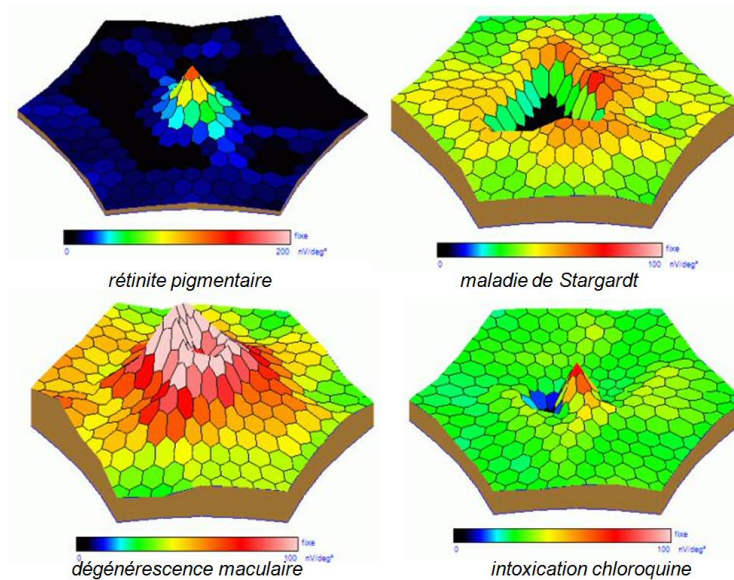 fixe
0 200
nV/deg²
rétinite pigmentaire
fixe
0 100
nV/deg²
maladie de Stargardt
fixe
0 100
nV/deg²
dégénérescence maculaire
fixe
0 100
nV/deg²
intoxication chloroquine